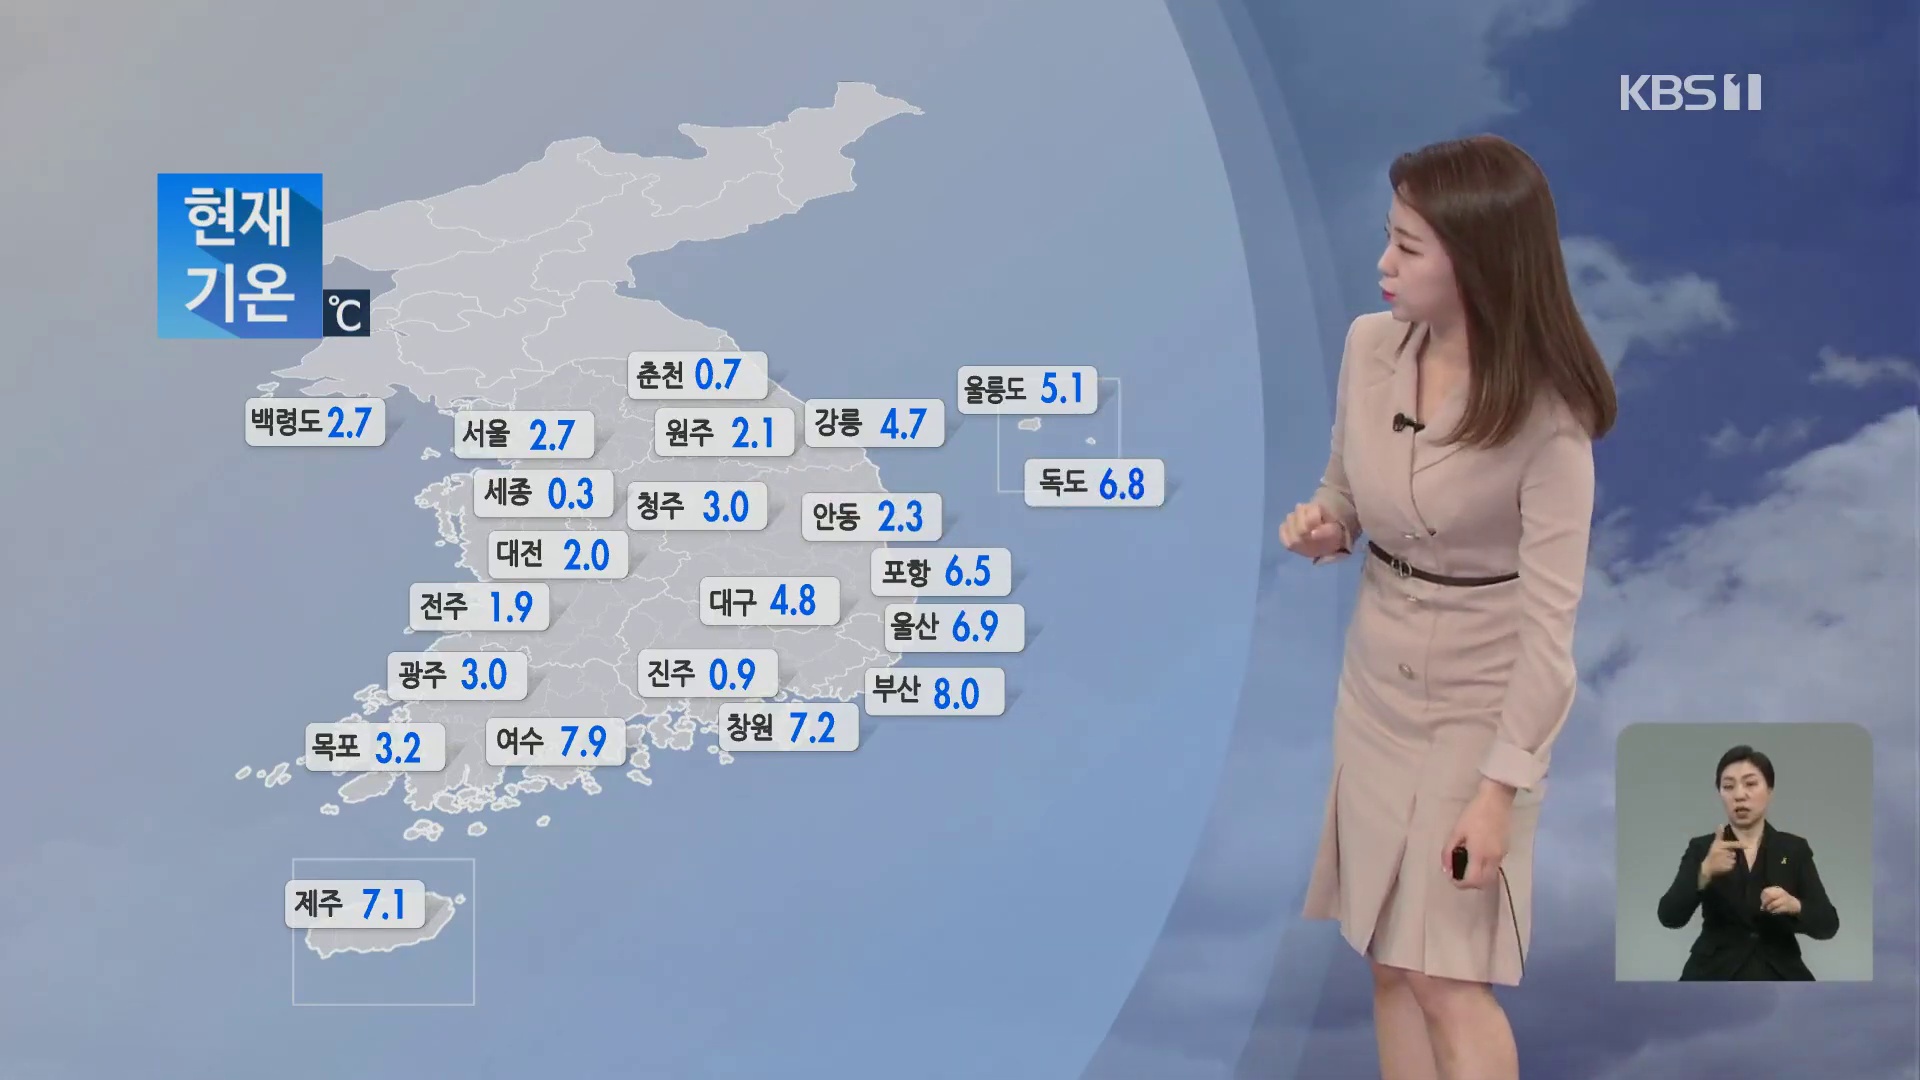 KBS 1
현재
기온
℃
춘천 0.7
울릉도 5.1
백령도 2.7
서울 2.7
원주 2.1
강릉 4.7
독도 6.8
세종 0.3
청주 3.0
안동 2.3
대전 2.0
포항 6.5
전주 1.9
대구 4.8
울산 6.9
광주 3.0
진주 0.9
부산 8.0
목포 3.2
여수 7.9
창원 7.2
제주 7.1